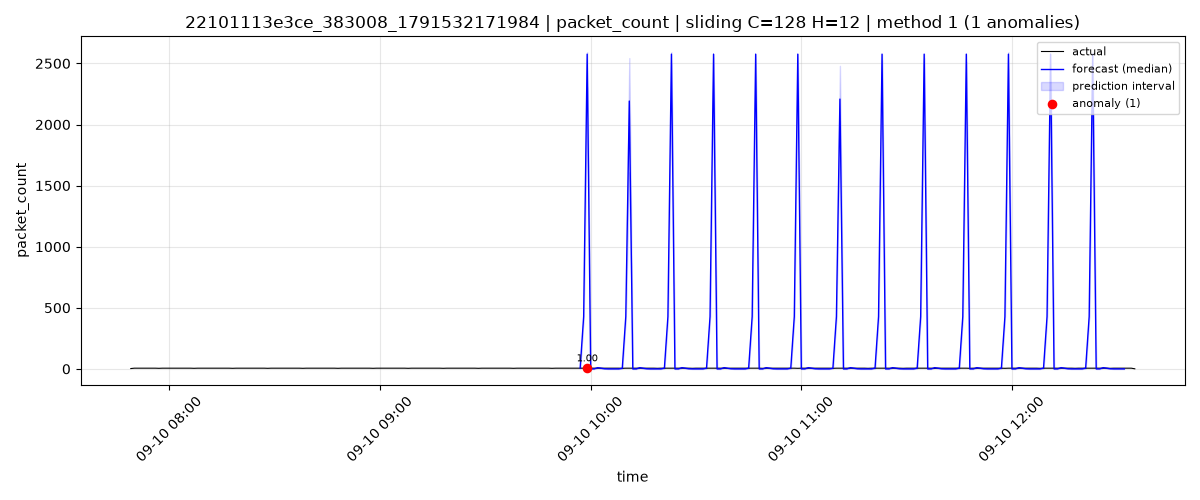 22101113e3ce_383008_1791532171984 | packet_count | sliding C=128 H=12 | method 1 (1 anomalies)
packet_count
2500
2000
1500
1000
500
0
actual
forecast (median)
prediction interval
anomaly (1)
1.00
09-10 08:00
09-10 09:00
09-10 10:00
09-10 11:00
09-10 12:00
time